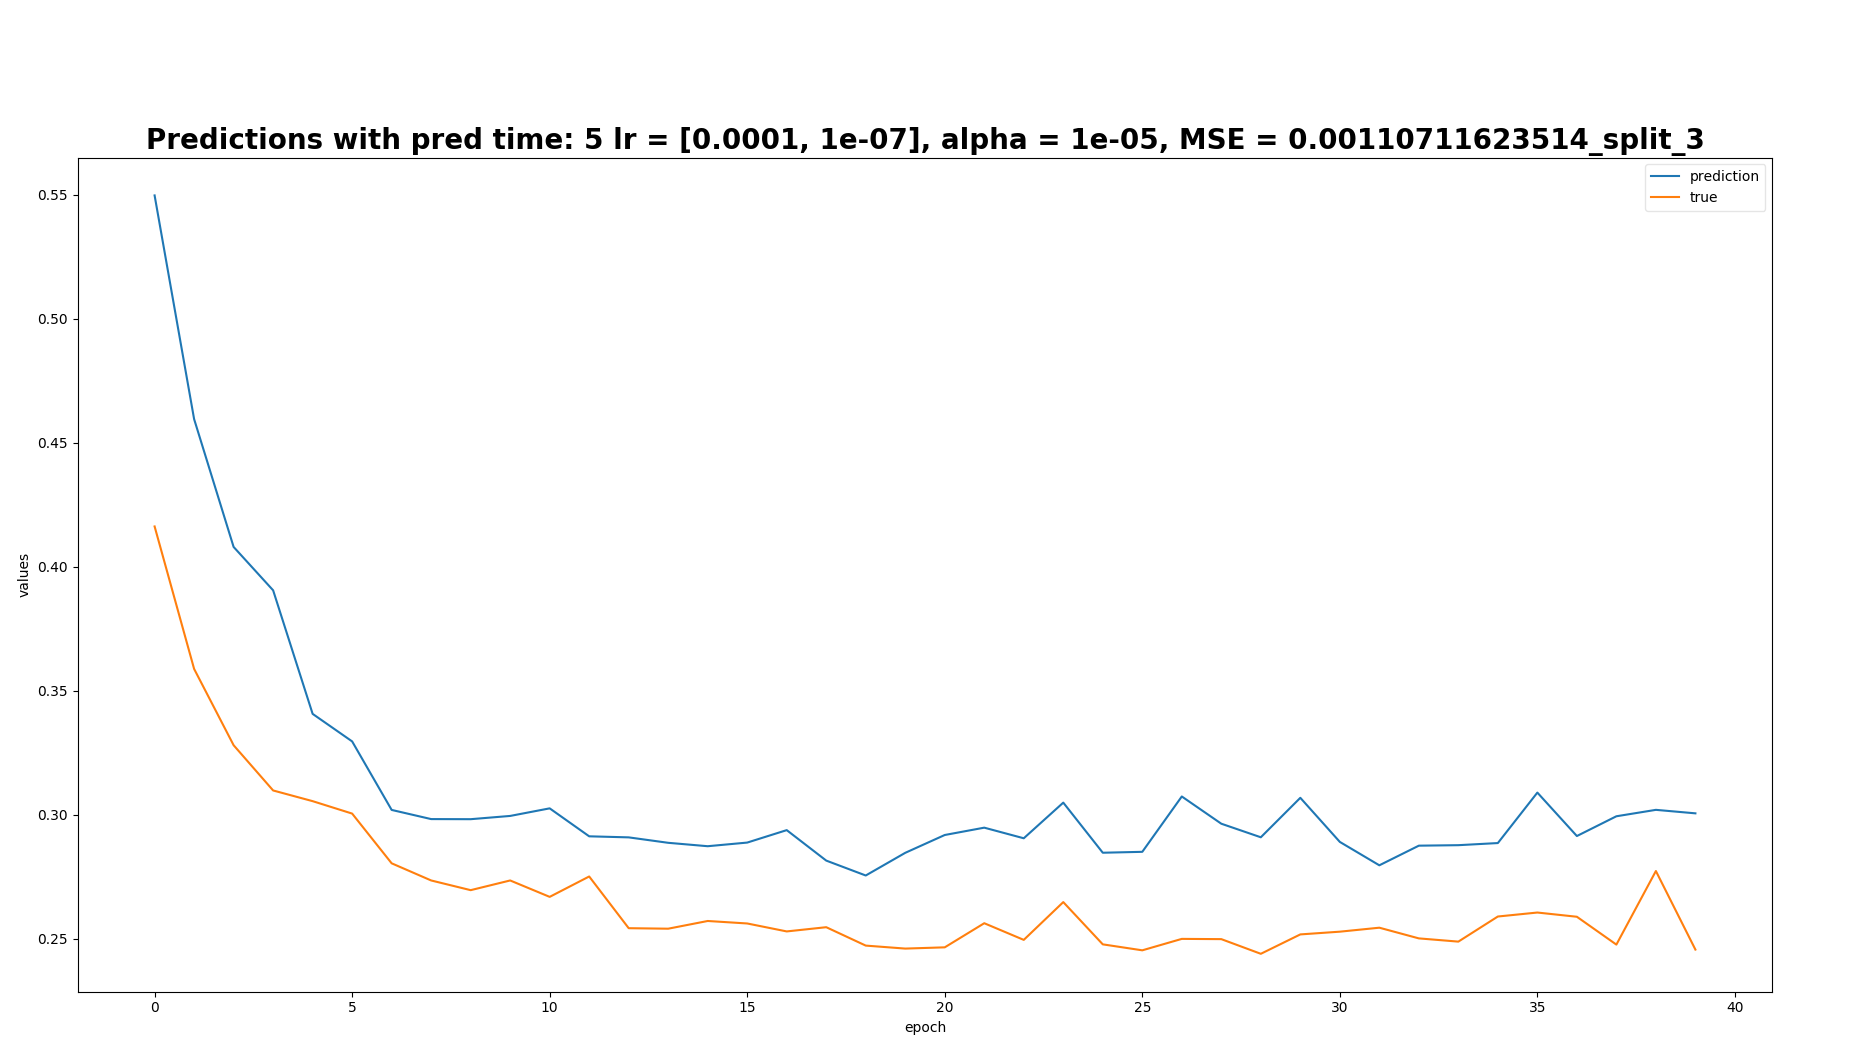 Predictions with pred time: 5 lr = [0.0001, 1e-07], alpha = 1e-05, MSE = 0.00110711623514_split_3
prediction
true
0.55
0.50
0.45
0.40
0.35
0.30
0.25
values
0 5 10 15 20 25 30 35 40
epoch